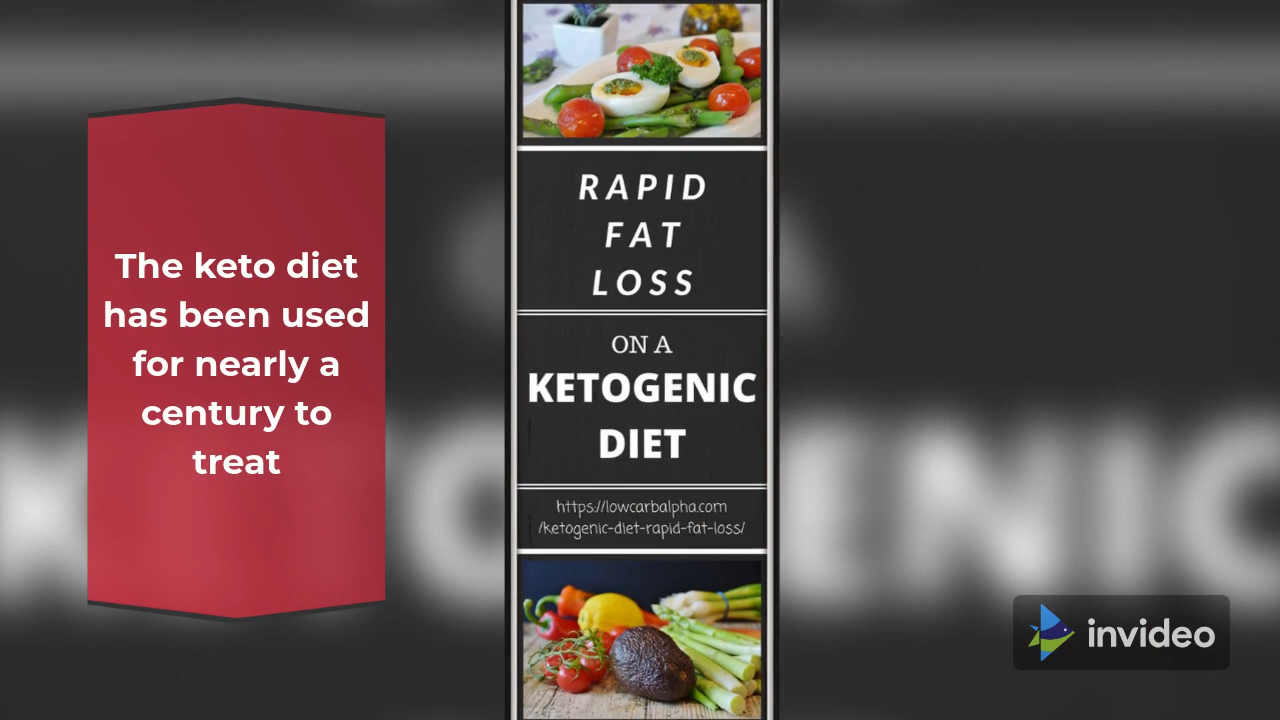 The keto diet
has been used
for nearly a
century to
treat
RAPID
FAT
LOSS
ON A
KETOGENIC
DIET
https://lowcarbalpha.com
/ketogenic-diet-rapid-fat-loss/
invideo